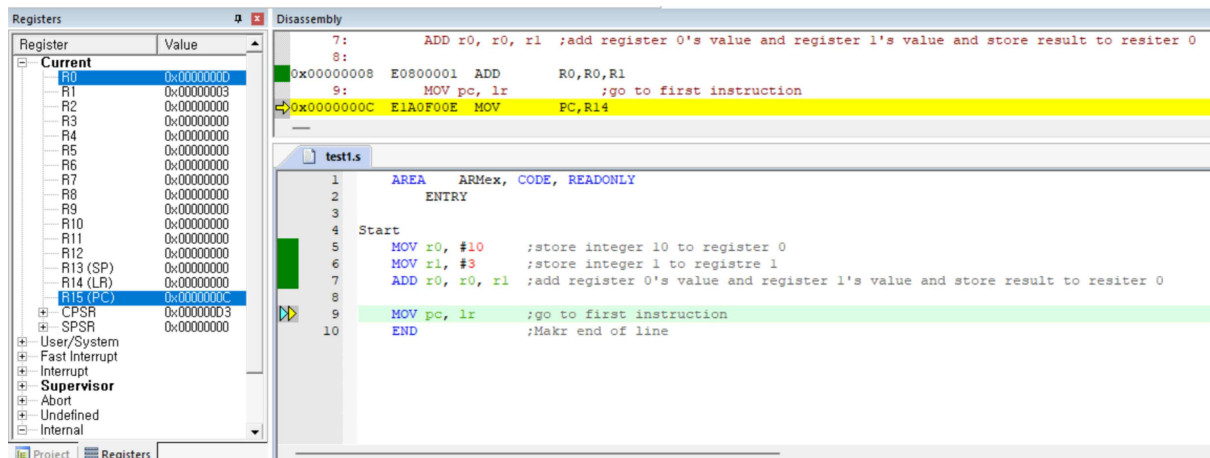 Registers
Register Value
Current
R0 0x0000000D
R1 0x00000003
R2 0x00000000
R3 0x00000000
R4 0x00000000
R5 0x00000000
R6 0x00000000
R7 0x00000000
R8 0x00000000
R9 0x00000000
R10 0x00000000
R11 0x00000000
R12 0x00000000
R13 (SP) 0x00000000
R14 (LR) 0x00000000
R15 (PC) 0x0000000C
CPSR 0x000000D3
SPSR 0x00000000
User/System
Fast Interrupt
Interrupt
Supervisor
Abort
Undefined
Internal
Project Registers
Disassembly
7: ADD r0, r0, r1 ;add register 0's value and register 1's value and store result to resiter 0
8:
0x00000008 E0800001 ADD R0,R0,R1
9: MOV pc, lr ;go to first instruction
0x0000000C E1A0F00E MOV PC,R14
test1.s
1 AREA ARMex, CODE, READONLY
2 ENTRY
3
4 Start
5 MOV r0, #10 ;store integer 10 to register 0
6 MOV r1, #3 ;store integer 1 to registre 1
7 ADD r0, r0, r1 ;add register 0's value and register 1's value and store result to resiter 0
8
9 MOV pc, lr ;go to first instruction
10 END ;Makr end of line